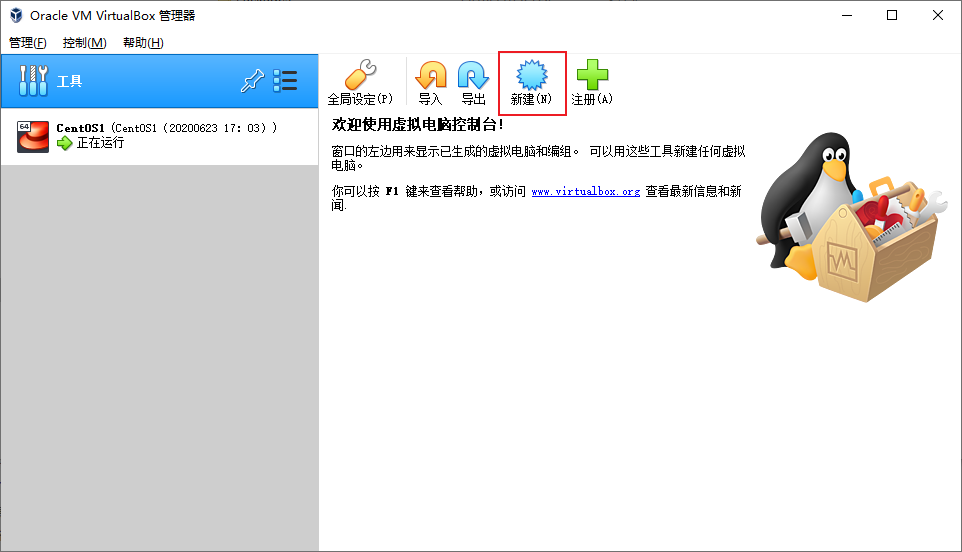 Oracle VM VirtualBox 管理器
管理(F) 控制(M) 帮助(H)
工具
全局设定(P) 导入 导出 新建(N) 注册(A)
64
CentOS1 (CentOS1 (20200623 17：03）)
正在运行
欢迎使用虚拟电脑控制台!
窗口的左边用来显示已生成的虚拟电脑和编组。 可以用这些工具新建任何虚拟
电脑。
你可以按 F1 键来查看帮助，或访问 www.virtualbox.org 查看最新信息和新
闻.